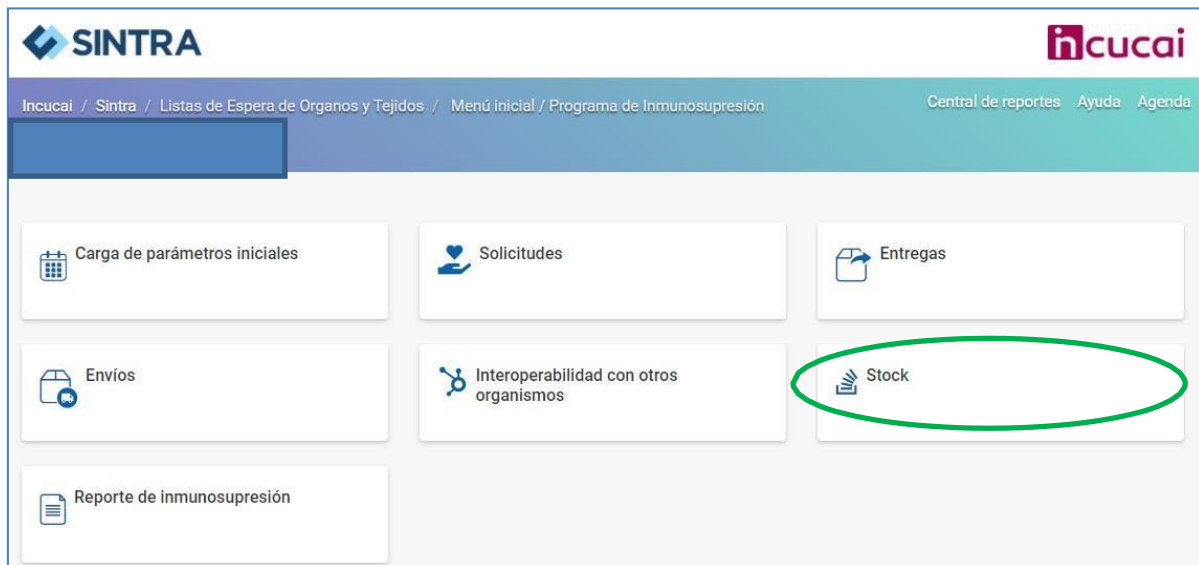 SINTRA
incucai
Incucai / Sintra / Listas de Espera de Organos y Tejidos / Menú inicial / Programa de Inmunosupresión
Central de reportes Ayuda Agenda
Carga de parámetros iniciales
Solicitudes
Entregas
Envíos
Interoperabilidad con otros
organismos
Stock
Reporte de inmunosupresión